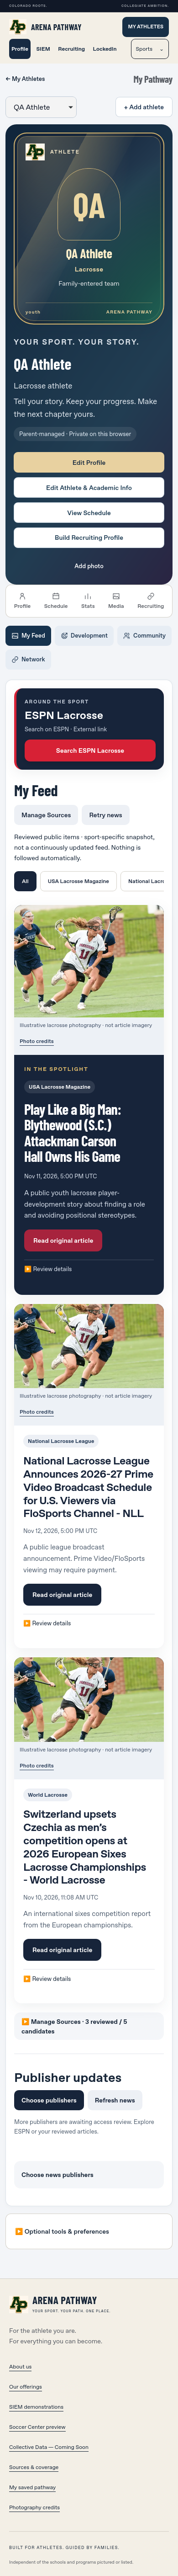 COLORADO ROOTS. COLLEGIATE AMBITION.
Ap ARENA PATHWAY MY ATHLETES
Profile SIEM Recruiting LockedIn Sports
← My Athletes My Pathway
QA Athlete + Add athlete
Ap ATHLETE
QA
QA Athlete
Lacrosse
Family-entered team
youth ARENA PATHWAY
YOUR SPORT. YOUR STORY.
QA Athlete
Lacrosse athlete
Tell your story. Keep your progress. Make
the next chapter yours.
Parent-managed · Private on this browser
Edit Profile
Edit Athlete & Academic Info
View Schedule
Build Recruiting Profile
Add photo
Profile Schedule Stats Media Recruiting
My Feed Development Community
Network
AROUND THE SPORT
ESPN Lacrosse
Search on ESPN · External link
Search ESPN Lacrosse
My Feed
Manage Sources Retry news
Reviewed public items · sport-specific snapshot,
not a continuously updated feed. Nothing is
followed automatically.
All USA Lacrosse Magazine National Lacro
Illustrative lacrosse photography · not article imagery
Photo credits
IN THE SPOTLIGHT
USA Lacrosse Magazine
Play Like a Big Man:
Blythewood (S.C.)
Attackman Carson
Hall Owns His Game
Nov 11, 2026, 5:00 PM UTC
A public youth lacrosse player-
development story about finding a role
and avoiding positional stereotypes.
Read original article
Review details
Illustrative lacrosse photography · not article imagery
Photo credits
National Lacrosse League
National Lacrosse League
Announces 2026-27 Prime
Video Broadcast Schedule
for U.S. Viewers via
FloSports Channel - NLL
Nov 12, 2026, 5:00 PM UTC
A public league broadcast
announcement. Prime Video/FloSports
viewing may require payment.
Read original article
Review details
Illustrative lacrosse photography · not article imagery
Photo credits
World Lacrosse
Switzerland upsets
Czechia as men's
competition opens at
2026 European Sixes
Lacrosse Championships
- World Lacrosse
Nov 10, 2026, 11:08 AM UTC
An international sixes competition report
from the European championships.
Read original article
Review details
Manage Sources · 3 reviewed / 5
candidates
Publisher updates
Choose publishers Refresh news
More publishers are awaiting access review. Explore
ESPN or your reviewed articles.
Choose news publishers
Optional tools & preferences
Ap ARENA PATHWAY
YOUR SPORT. YOUR PATH. ONE PLACE.
For the athlete you are.
For everything you can become.
About us
Our offerings
SIEM demonstrations
Soccer Center preview
Collective Data — Coming Soon
Sources & coverage
My saved pathway
Photography credits
BUILT FOR ATHLETES. GUIDED BY FAMILIES.
Independent of the schools and programs pictured or listed.